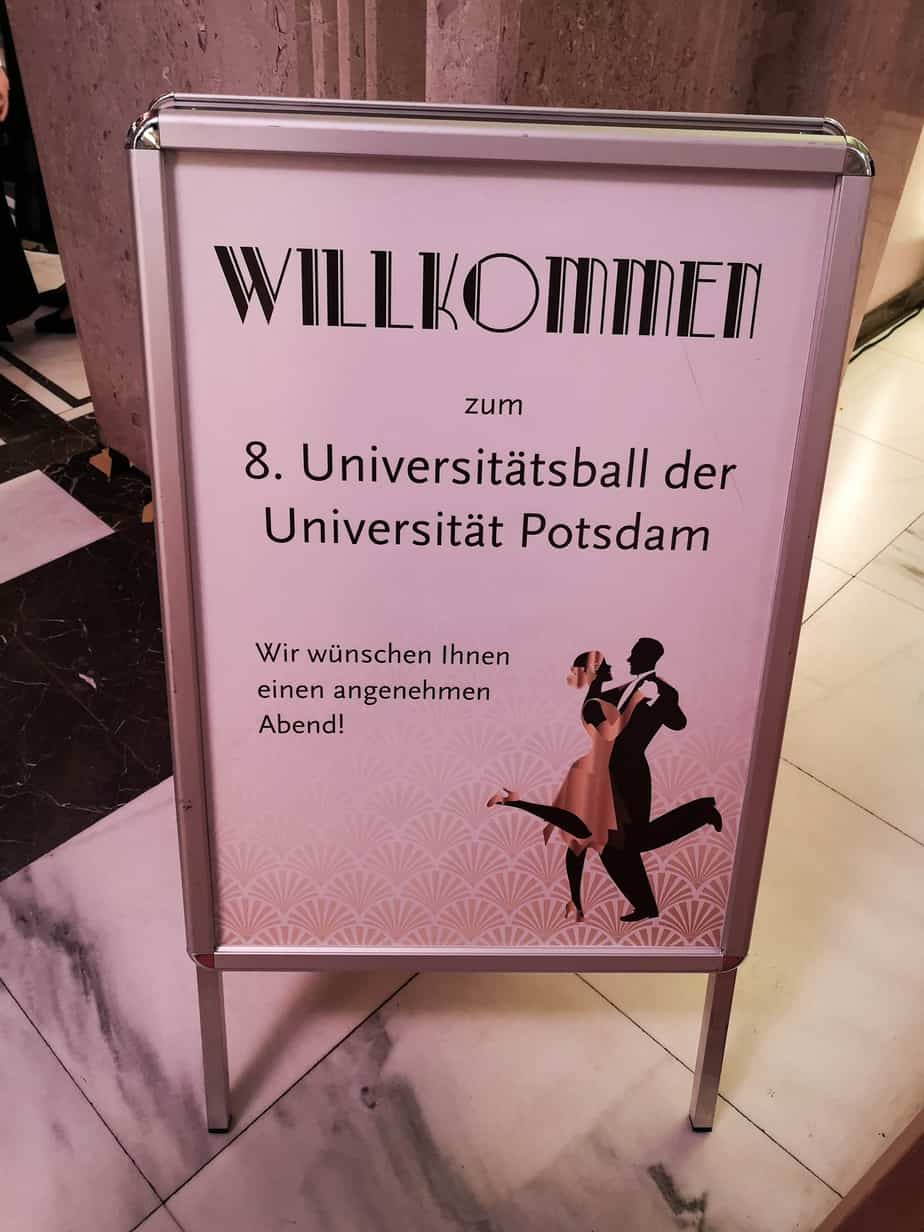 WILLKOMMEN
zum
8. Universitätsball der
Universität Potsdam
Wir wünschen Ihnen
einen angenehmen
Abend!